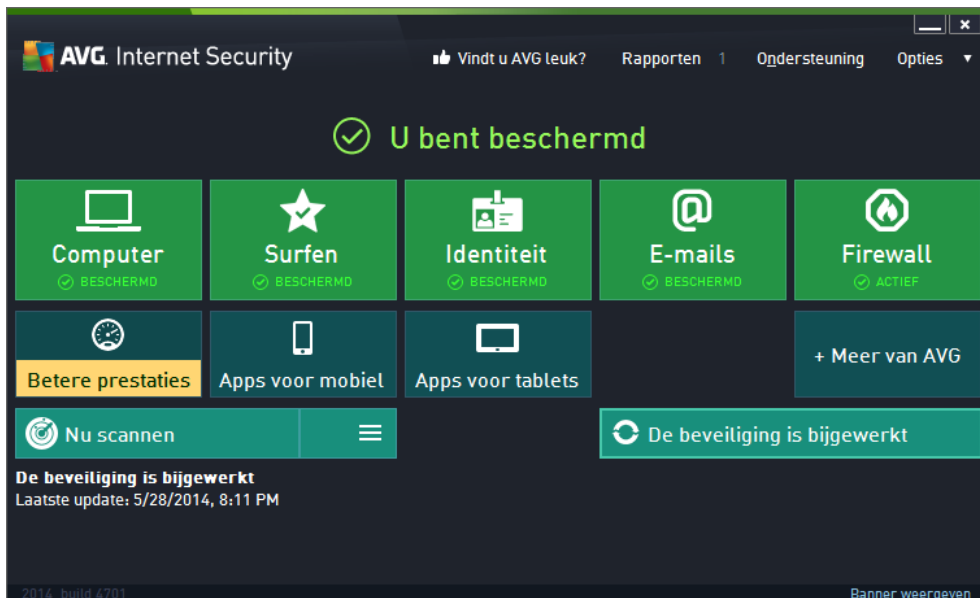 AVG. Internet Security
Vindt u AVG leuk?
Rapporten 1
Ondersteuning
Opties
U bent beschermd
Computer
BESCHERMD
Surfen
BESCHERMD
Identiteit
BESCHERMD
E-mails
BESCHERMD
Firewall
ACTIEF
Betere prestaties
Apps voor mobiel
Apps voor tablets
+ Meer van AVG
Nu scannen
De beveiliging is bijgewerkt
De beveiliging is bijgewerkt
Laatste update: 5/28/2014, 8:11 PM
2014 build 4701
Banner weergeven